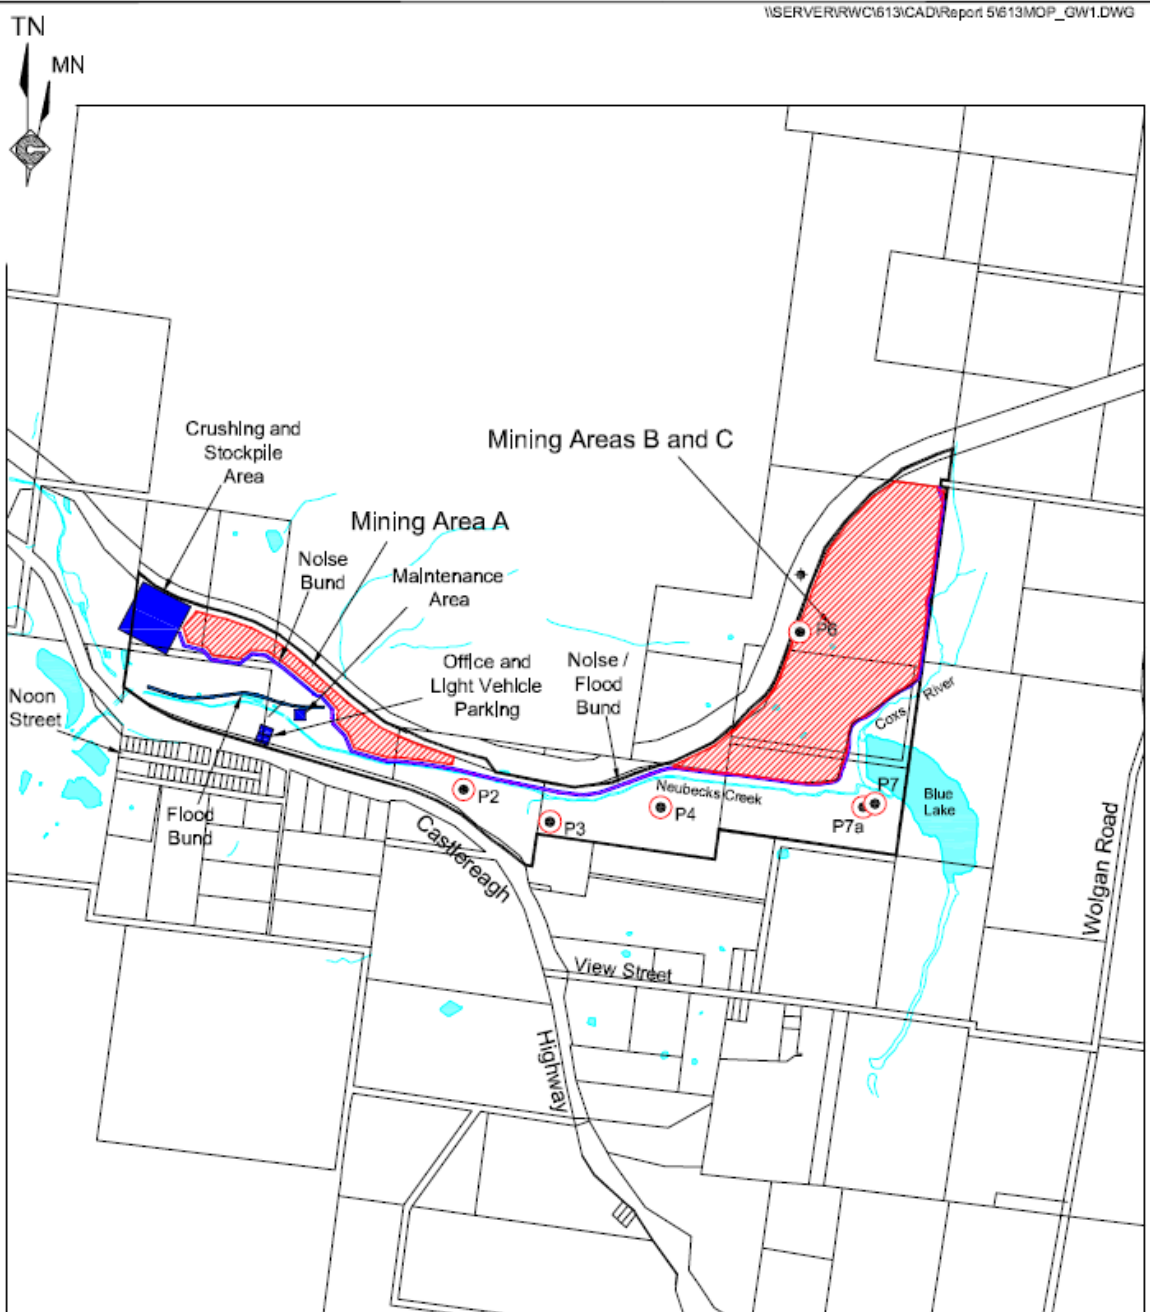 \\SERVER\RWC\613\CAD\Report 5\613MOP_GW1.DWG
TN
MN
Crushing and
Stockpile
Area
Mining Areas B and C
Mining Area A
Noise
Bund
Maintenance
Area
P6
Office and
Light Vehicle
Parking
Noise /
Flood
Bund
Noon
Street
Coxs River
P7
Neubecks Creek
Blue
Lake
P2
P4
P7a
P3
Flood
Bund
Castlereagh
Wolgan Road
View Street
Highway